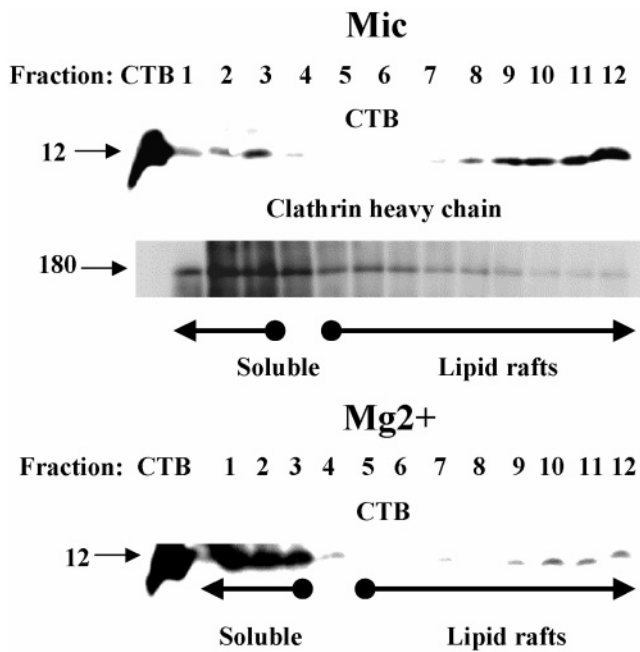 Mic
Fraction: CTB 1 2 3 4 5 6 7 8 9 10 11 12
CTB
12
Clathrin heavy chain
180
Soluble Lipid rafts
Mg2+
Fraction: CTB 1 2 3 4 5 6 7 8 9 10 11 12
CTB
12
Soluble Lipid rafts